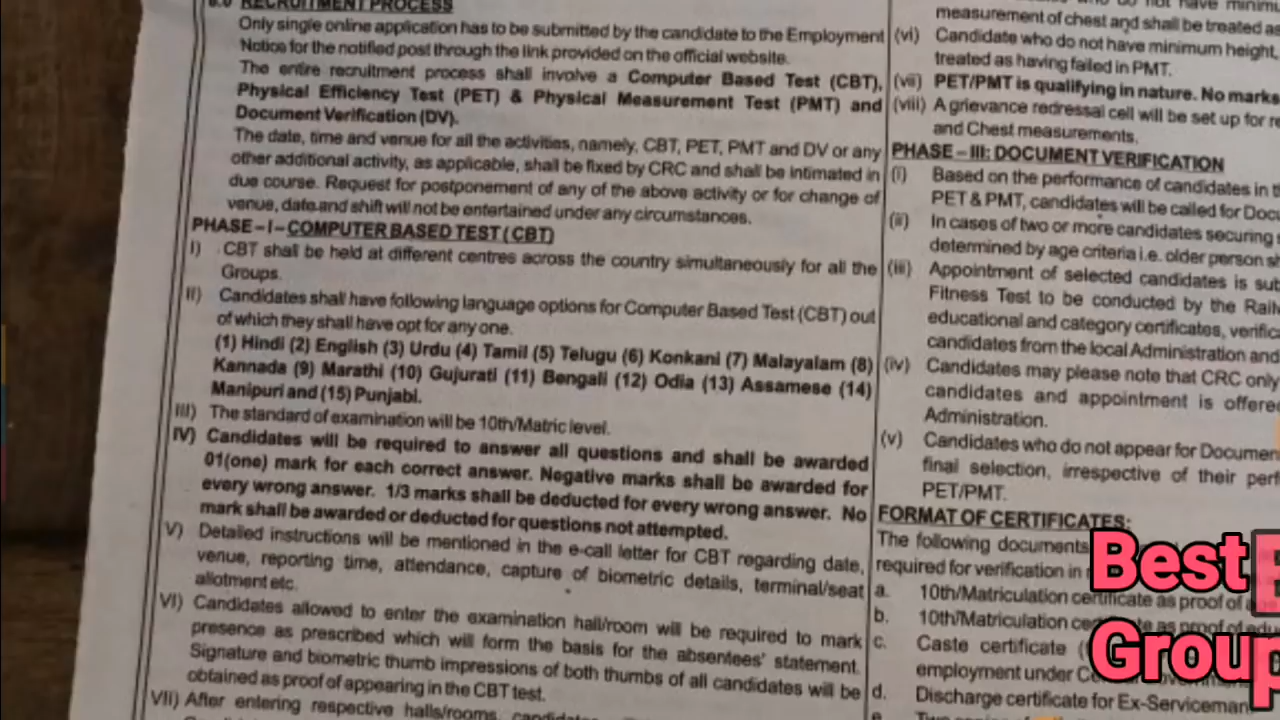 RECRUITMENT PROCESS
Only single online application has to be submitted by the candidate to the Employment
Notice for the notified post through the link provided on the official website.
The entire recruitment process shall involve a Computer Based Test (CBT),
Physical Efficiency Test (PET) & Physical Measurement Test (PMT) and
Document Verification (DV).
The date, time and venue for all the activities, namely, CBT, PET, PMT and DV or any
other additional activity, as applicable, shall be fixed by CRC and shall be intimated in
due course. Request for postponement of any of the above activity or for change of
venue, date and shift will not be entertained under any circumstances.
PHASE – I – COMPUTER BASED TEST ( CBT)
I) CBT shall be held at different centres across the country simultaneously for all the
Groups.
II) Candidates shall have following language options for Computer Based Test (CBT) out
of which they shall have opt for any one.
(1) Hindi (2) English (3) Urdu (4) Tamil (5) Telugu (6) Konkani (7) Malayalam (8)
Kannada (9) Marathi (10) Gujurati (11) Bengali (12) Odia (13) Assamese (14)
Manipuri and (15) Punjabi.
III) The standard of examination will be 10th/Matric level.
IV) Candidates will be required to answer all questions and shall be awarded
01(one) mark for each correct answer. Negative marks shall be awarded for
every wrong answer. 1/3 marks shall be deducted for every wrong answer. No
mark shall be awarded or deducted for questions not attempted.
V) Detailed instructions will be mentioned in the e-call letter for CBT regarding date,
venue, reporting time, attendance, capture of biometric details, terminal/seat
allotment etc.
VI) Candidates allowed to enter the examination hall/room will be required to mark
presence as prescribed which will form the basis for the absentees' statement.
Signature and biometric thumb impressions of both thumbs of all candidates will be
obtained as proof of appearing in the CBT test.
VII) After entering respective halls/rooms,
measurement of chest and shall be treated as
(vi) Candidate who do not have minimum height,
treated as having failed in PMT.
(vii) PET/PMT is qualifying in nature. No marks
(viii) A grievance redressal cell will be set up for
and Chest measurements.
PHASE – III: DOCUMENT VERIFICATION
(i) Based on the performance of candidates in
PET & PMT, candidates will be called for
(ii) In cases of two or more candidates securing
determined by age criteria i.e. older person
(iii) Appointment of selected candidates is
Fitness Test to be conducted by the
educational and category certificates,
candidates from the local Administration and
(iv) Candidates may please note that CRC only
candidates and appointment is
Administration.
(v) Candidates who do not appear for
final selection, irrespective of their
PET/PMT.
FORMAT OF CERTIFICATES:
The following documents
required for verification in
a. 10th/Matriculation certificate as proof of
b. 10th/Matriculation certificate as proof of
c. Caste certificate
employment under
d. Discharge certificate for Ex-Serviceman
Best
Group